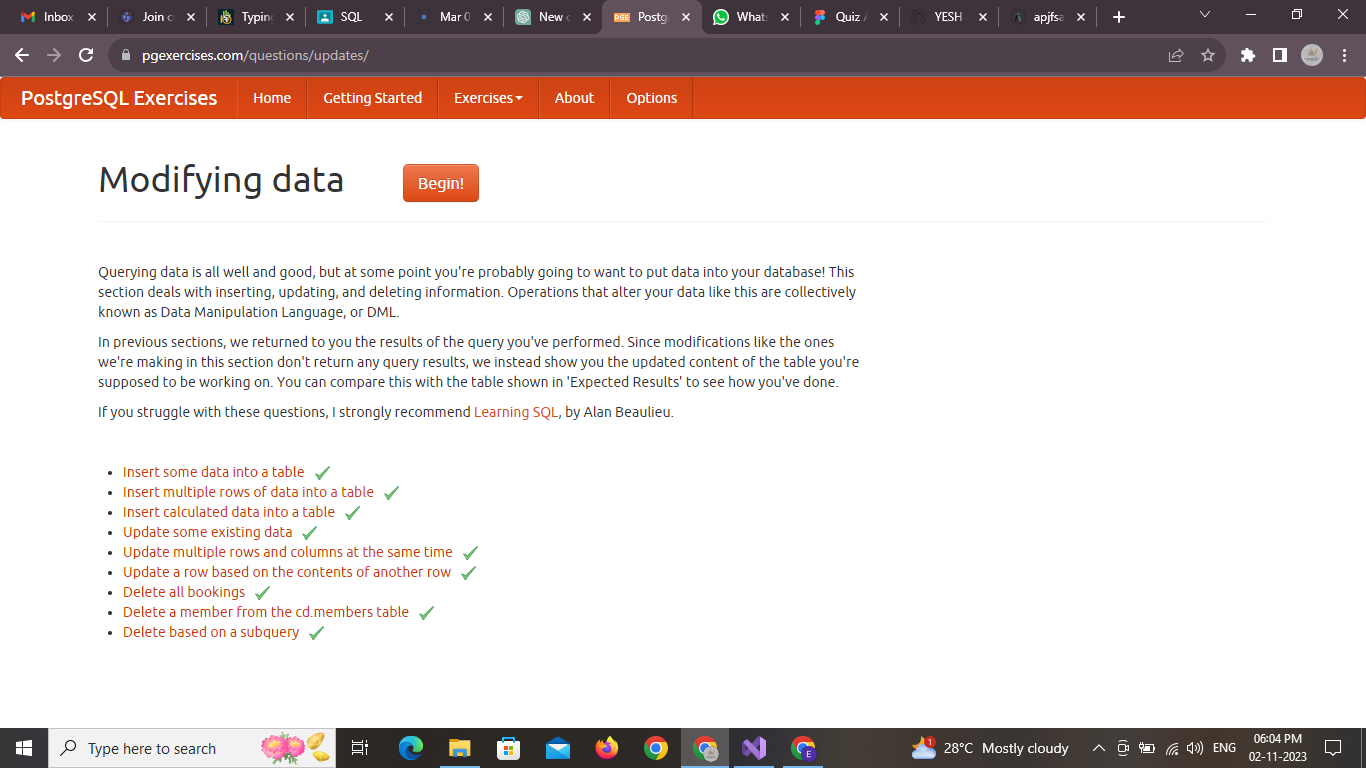 Inbox
Join c
Typing
SQL
Mar 0
New c
PGE Postg
What
Quiz
YESH
apjfsa
pgexercises.com/questions/updates/
PostgreSQL Exercises Home Getting Started Exercises About Options
Modifying data Begin!
Querying data is all well and good, but at some point you're probably going to want to put data into your database! This
section deals with inserting, updating, and deleting information. Operations that alter your data like this are collectively
known as Data Manipulation Language, or DML.
In previous sections, we returned to you the results of the query you've performed. Since modifications like the ones
we're making in this section don't return any query results, we instead show you the updated content of the table you're
supposed to be working on. You can compare this with the table shown in 'Expected Results' to see how you've done.
If you struggle with these questions, I strongly recommend Learning SQL, by Alan Beaulieu.
Insert some data into a table
Insert multiple rows of data into a table
Insert calculated data into a table
Update some existing data
Update multiple rows and columns at the same time
Update a row based on the contents of another row
Delete all bookings
Delete a member from the cd.members table
Delete based on a subquery
Type here to search
1
28°C Mostly cloudy
ENG
06:04 PM
02-11-2023